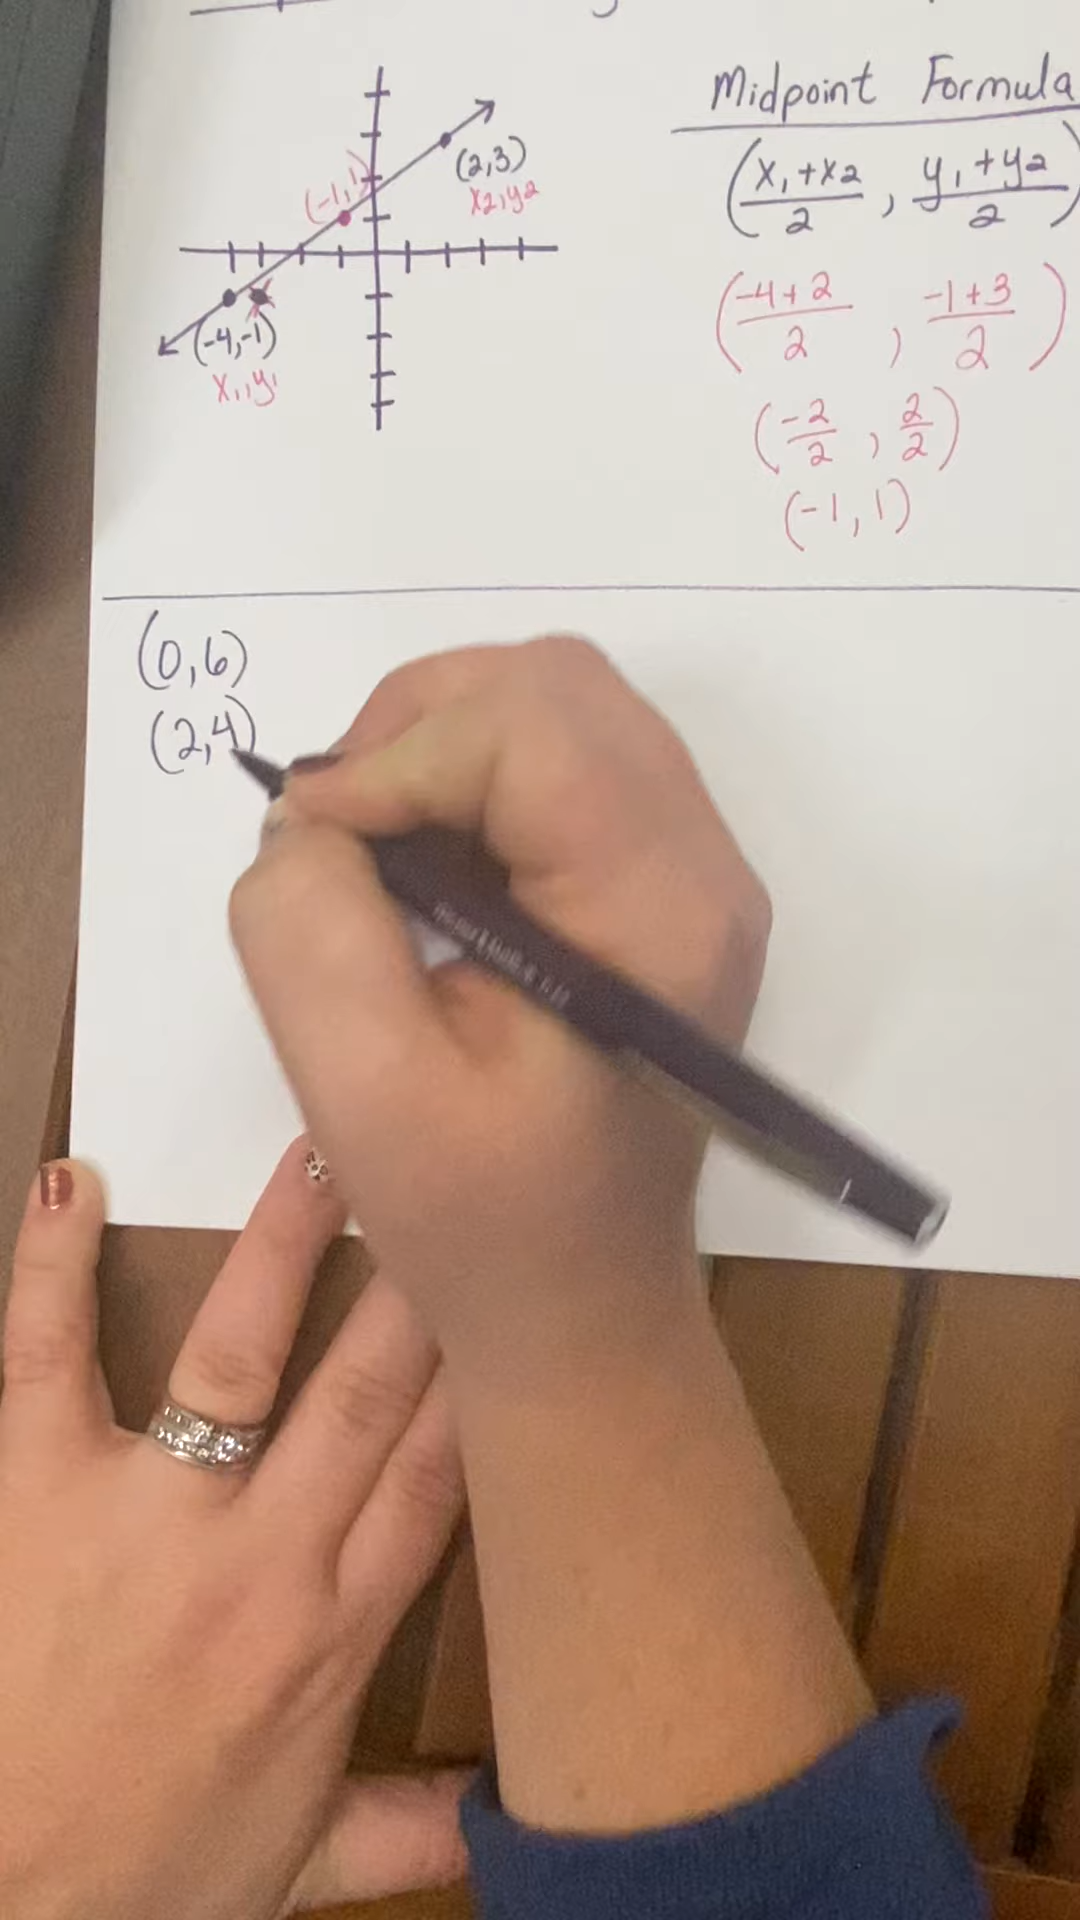 Midpoint Formula
(x₁+x₂/2, y₁+y₂/2)
(-4+2/2, -1+3/2)
(-2/2, 2/2)
(-1, 1)
(2,3)
x₂,y₂
(-1,1)
(-4,-1)
x₁,y₁
(0,6)
(2,4)